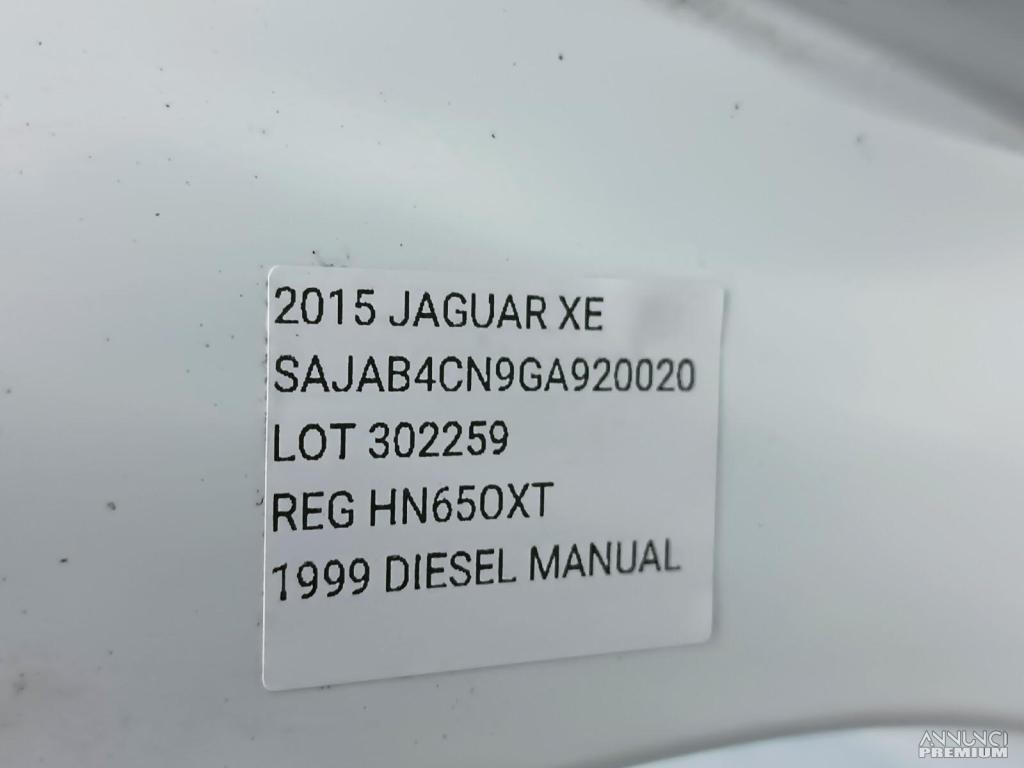 2015 JAGUAR XE
SAJAB4CN9GA920020
LOT 302259
REG HN65OXT
1999 DIESEL MANUAL
ANNUNCI
PREMIUM